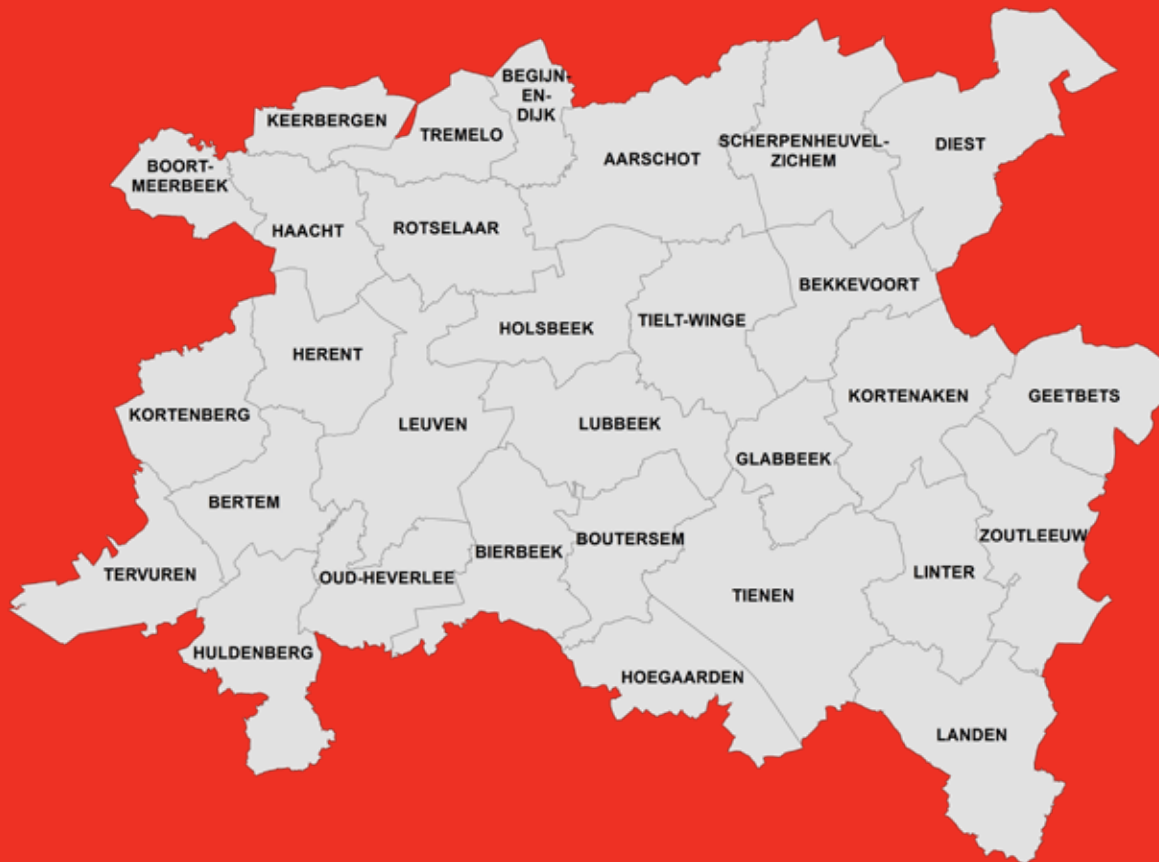 BEGIJN-
EN-
DIJK
KEERBERGEN
TREMELO
SCHERPENHEUVEL-
ZICHEM
DIEST
AARSCHOT
BOORT-
MEERBEEK
HAACHT
ROTSELAAR
BEKKEVOORT
TIELT-WINGE
HOLSBEEK
HERENT
KORTENAKEN
GEETBETS
KORTENBERG
LEUVEN
LUBBEEK
GLABBEEK
BERTEM
ZOUTLEEUW
BOUTERSEM
BIERBEEK
TERVUREN
OUD-HEVERLEE
LINTER
TIENEN
HULDENBERG
HOEGAARDEN
LANDEN